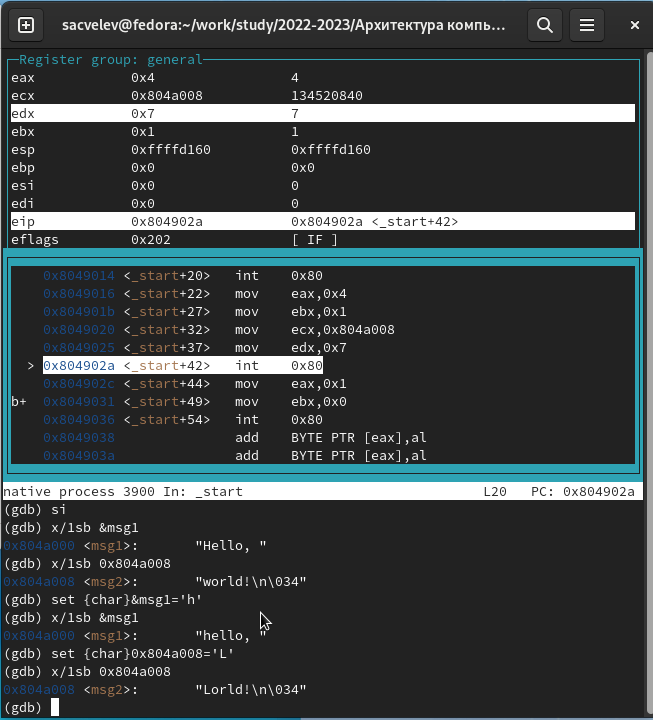 sacvelev@fedora:~/work/study/2022-2023/Архитектура компь…
Register group: general
eax 0x4 4
ecx 0x804a008 134520840
edx 0x7 7
ebx 0x1 1
esp 0xffffd160 0xffffd160
ebp 0x0 0x0
esi 0x0 0
edi 0x0 0
eip 0x804902a 0x804902a <_start+42>
eflags 0x202 [ IF ]
0x8049014 <_start+20> int 0x80
0x8049016 <_start+22> mov eax,0x4
0x804901b <_start+27> mov ebx,0x1
0x8049020 <_start+32> mov ecx,0x804a008
0x8049025 <_start+37> mov edx,0x7
> 0x804902a <_start+42> int 0x80
0x804902c <_start+44> mov eax,0x1
b+ 0x8049031 <_start+49> mov ebx,0x0
0x8049036 <_start+54> int 0x80
0x8049038 add BYTE PTR [eax],al
0x804903a add BYTE PTR [eax],al
native process 3900 In: _start L20 PC: 0x804902a
(gdb) si
(gdb) x/1sb &msg1
0x804a000 <msg1>: "Hello, "
(gdb) x/1sb 0x804a008
0x804a008 <msg2>: "world!\n\034"
(gdb) set {char}&msg1='h'
(gdb) x/1sb &msg1
0x804a000 <msg1>: "hello, "
(gdb) set {char}0x804a008='L'
(gdb) x/1sb 0x804a008
0x804a008 <msg2>: "Lorld!\n\034"
(gdb)